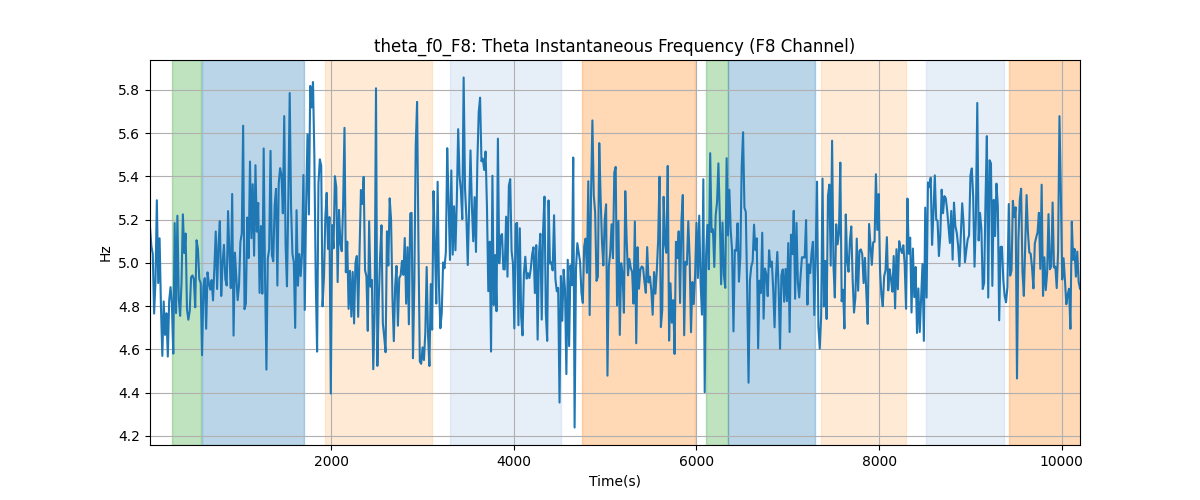 theta_f0_F8: Theta Instantaneous Frequency (F8 Channel)
5.8
5.6
5.4
5.2
5.0
4.8
4.6
4.4
4.2
Hz
2000 4000 6000 8000 10000
Time(s)